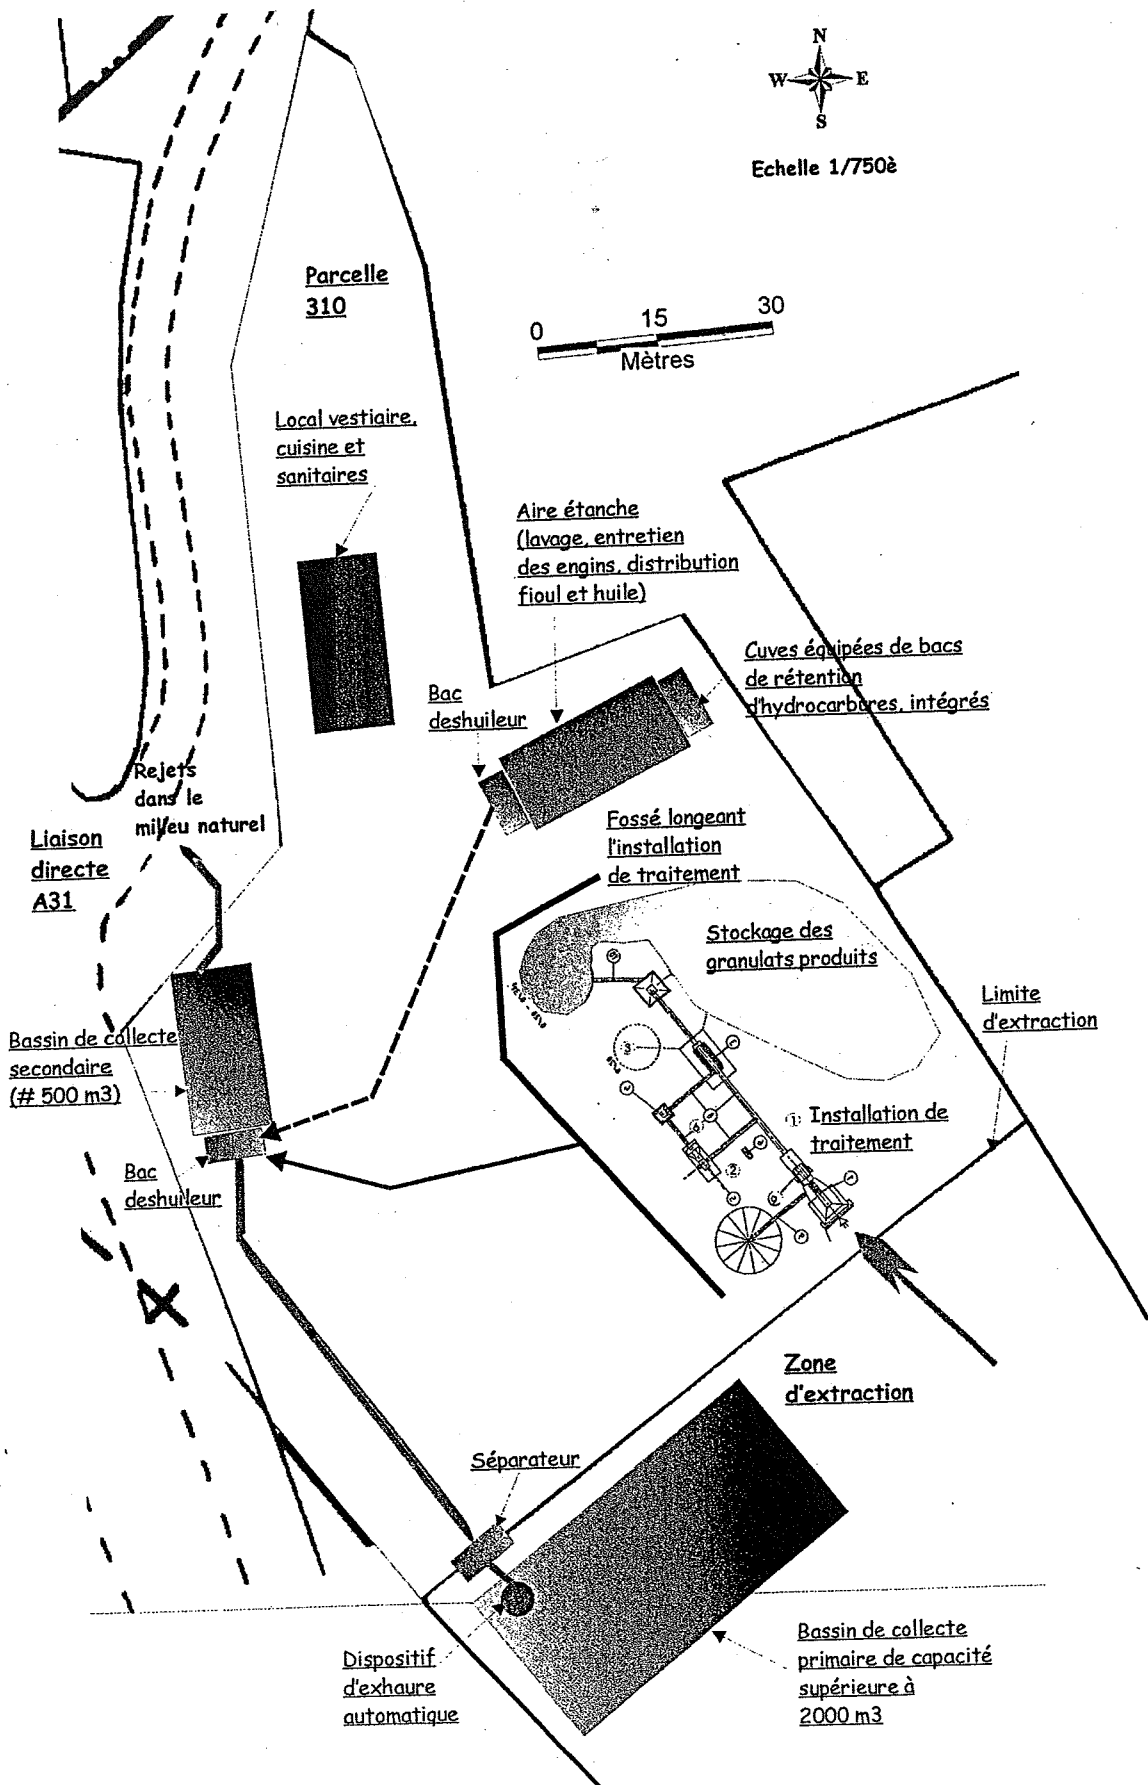 N
W E
S
Echelle 1/750è
Parcelle
310
0 15 30
Mètres
Local vestiaire,
cuisine et
sanitaires
Aire étanche
(lavage, entretien
des engins, distribution
fioul et huile)
Cuves équipées de bacs
de rétention
d'hydrocarbures, intégrés
Bac
deshuileur
Rejets
dans le
milieu naturel
Liaison
directe
A31
Fossé longeant
l'installation
de traitement
Stockage des
granulats produits
Limite
d'extraction
Bassin de collecte
secondaire
(# 500 m3)
3
1 Installation de
traitement
2
Bac
deshuileur
4
Zone
d'extraction
Séparateur
Dispositif
d'exhaure
automatique
Bassin de collecte
primaire de capacité
supérieure à
2000 m3